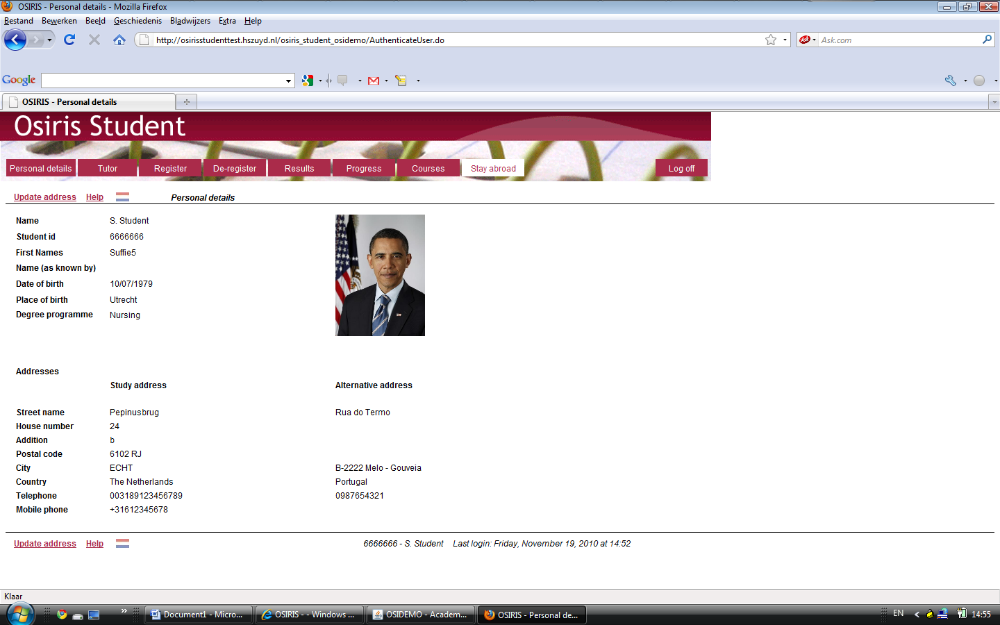 OSIRIS - Personal details - Mozilla Firefox
Bestand Bewerken Beeld Geschiedenis Bladwijzers Extra Help
http://osirisstudenttest.hszuyd.nl/osiris_student_osidemo/AuthenticateUser.do
Ask Ask.com
Google
OSIRIS - Personal details
Osiris Student
Personal details Tutor Register De-register Results Progress Courses Stay abroad Log off
Update address Help Personal details
Name S. Student
Student id 6666666
First Names Suffie5
Name (as known by)
Date of birth 10/07/1979
Place of birth Utrecht
Degree programme Nursing
Addresses
Study address Alternative address
Street name Pepinusbrug Rua do Termo
House number 24
Addition b
Postal code 6102 RJ
City ECHT B-2222 Melo - Gouveia
Country The Netherlands Portugal
Telephone 003189123456789 0987654321
Mobile phone +31612345678
Update address Help 6666666 - S. Student Last login: Friday, November 19, 2010 at 14:52
Klaar
Document1 - Micro... OSIRIS - - Windows ... OSIDEMO - Academ... OSIRIS - Personal de... EN 14:55